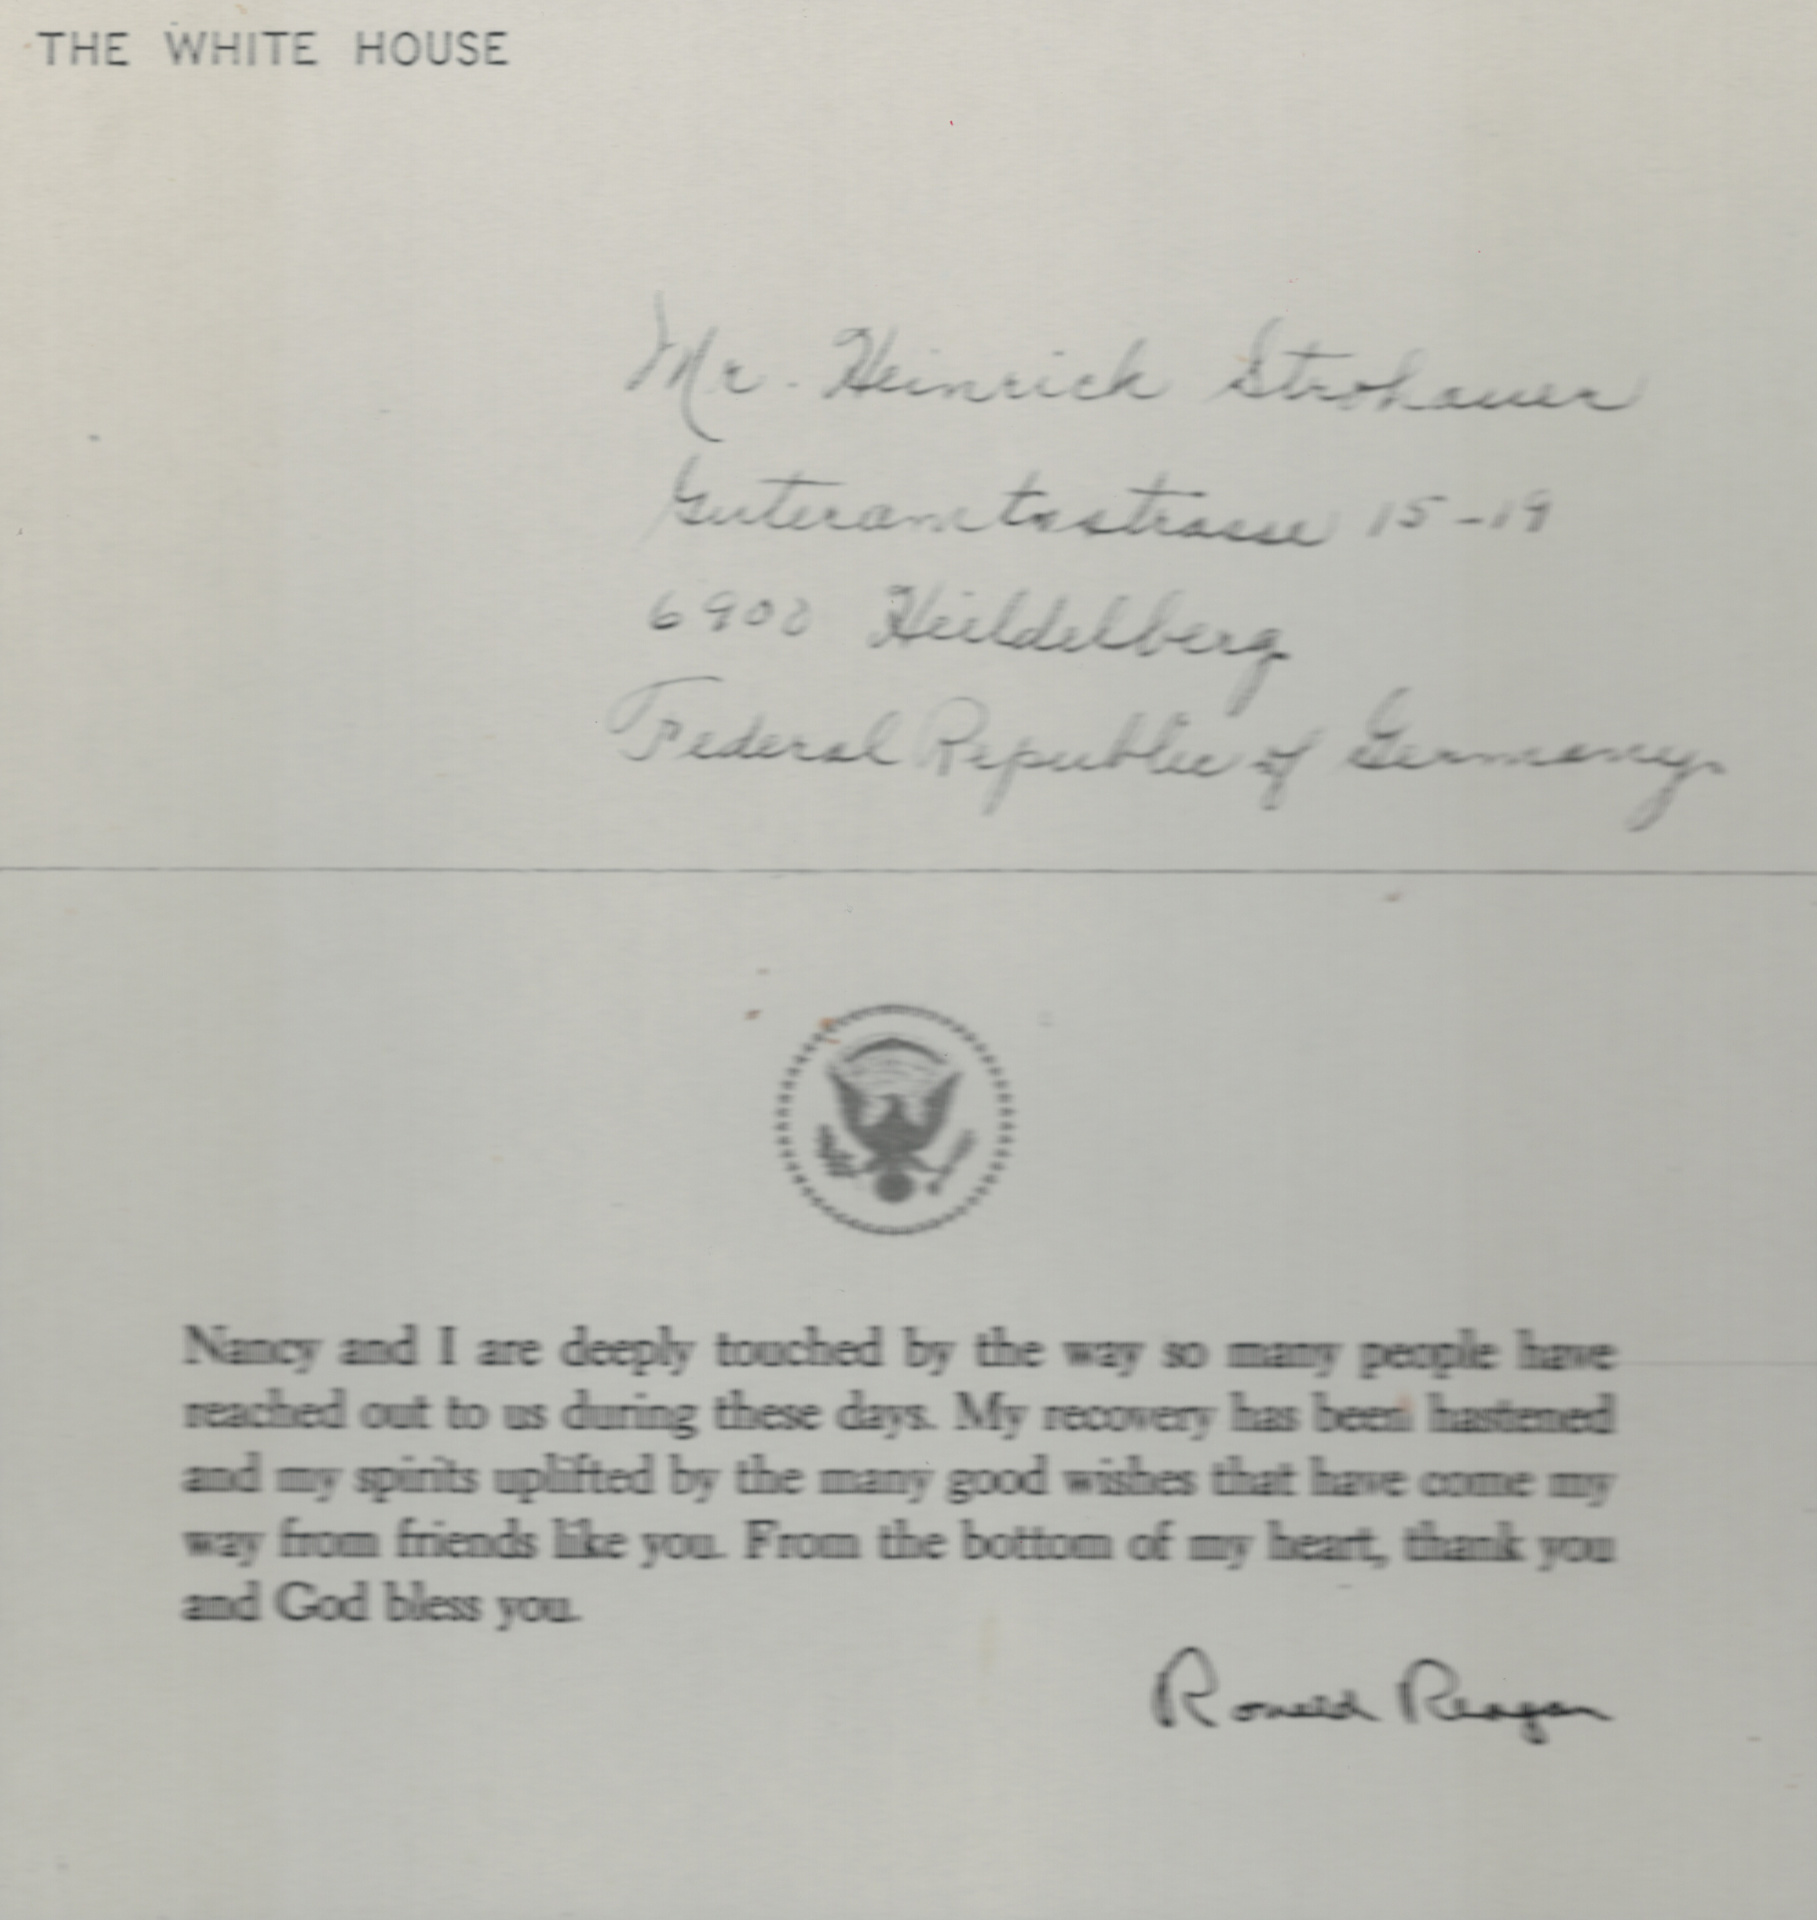 THE WHITE HOUSE
Mr. Heinrich Strohauer
Guteramtsstrasse 15-19
6900 Heildelberg
Federal Republic of Germany
Nancy and I are deeply touched by the way so many people have
reached out to us during these days. My recovery has been hastened
and my spirits uplifted by the many good wishes that have come my
way from friends like you. From the bottom of my heart, thank you
and God bless you.
Ronald Reagan